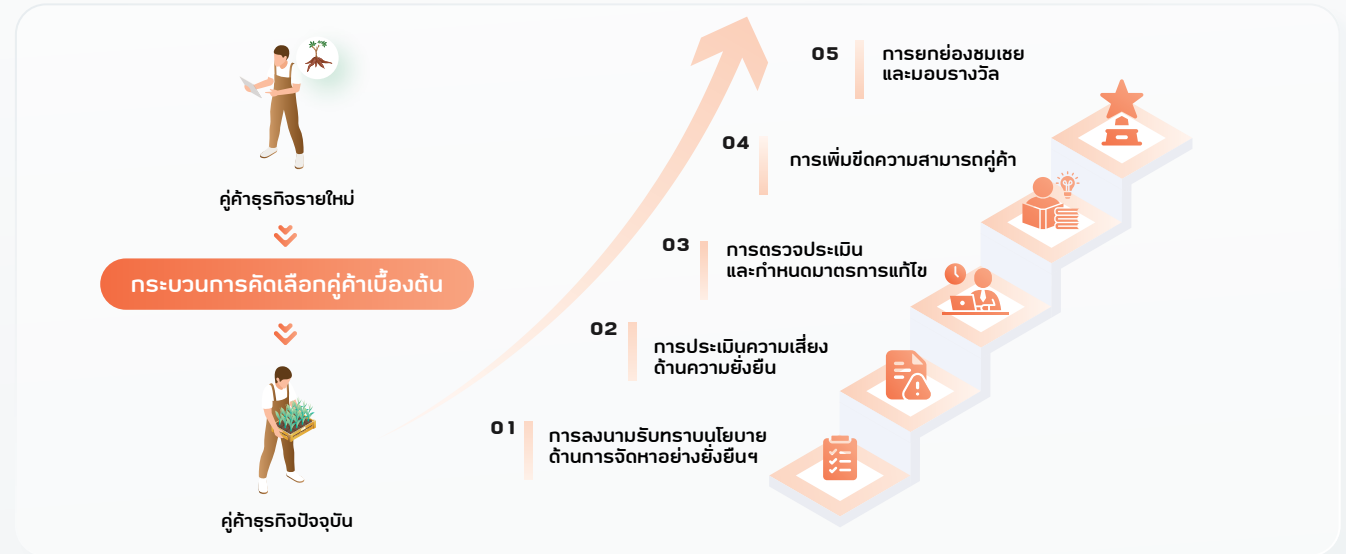 คู่ค้าธุรกิจรายใหม่
กระบวนการคัดเลือกคู่ค้าเบื้องต้น
คู่ค้าธุรกิจปัจจุบัน
01
การลงนามรับทราบนโยบาย
ด้านการจัดหาอย่างยั่งยืนฯ
02
การประเมินความเสี่ยง
ด้านความยั่งยืน
03
การตรวจประเมิน
และกำหนดมาตรการแก้ไข
04
การเพิ่มขีดความสามารถคู่ค้า
05
การยกย่องชมเชย
และมอบรางวัล